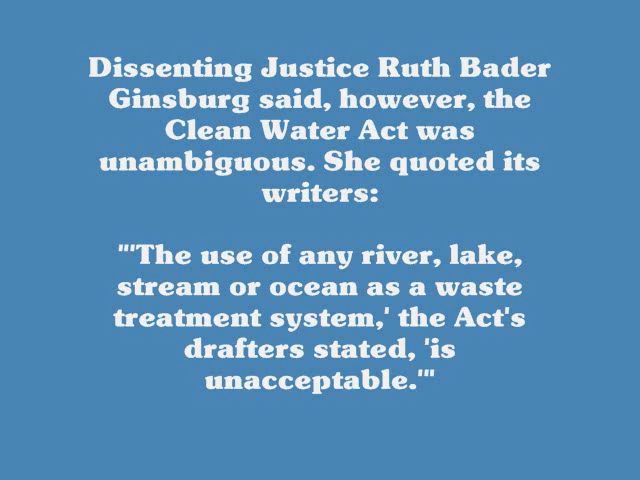 Dissenting Justice Ruth Bader
Ginsburg said, however, the
Clean Water Act was
unambiguous. She quoted its
writers:
"'The use of any river, lake,
stream or ocean as a waste
treatment system,' the Act's
drafters stated, 'is
unacceptable.'"